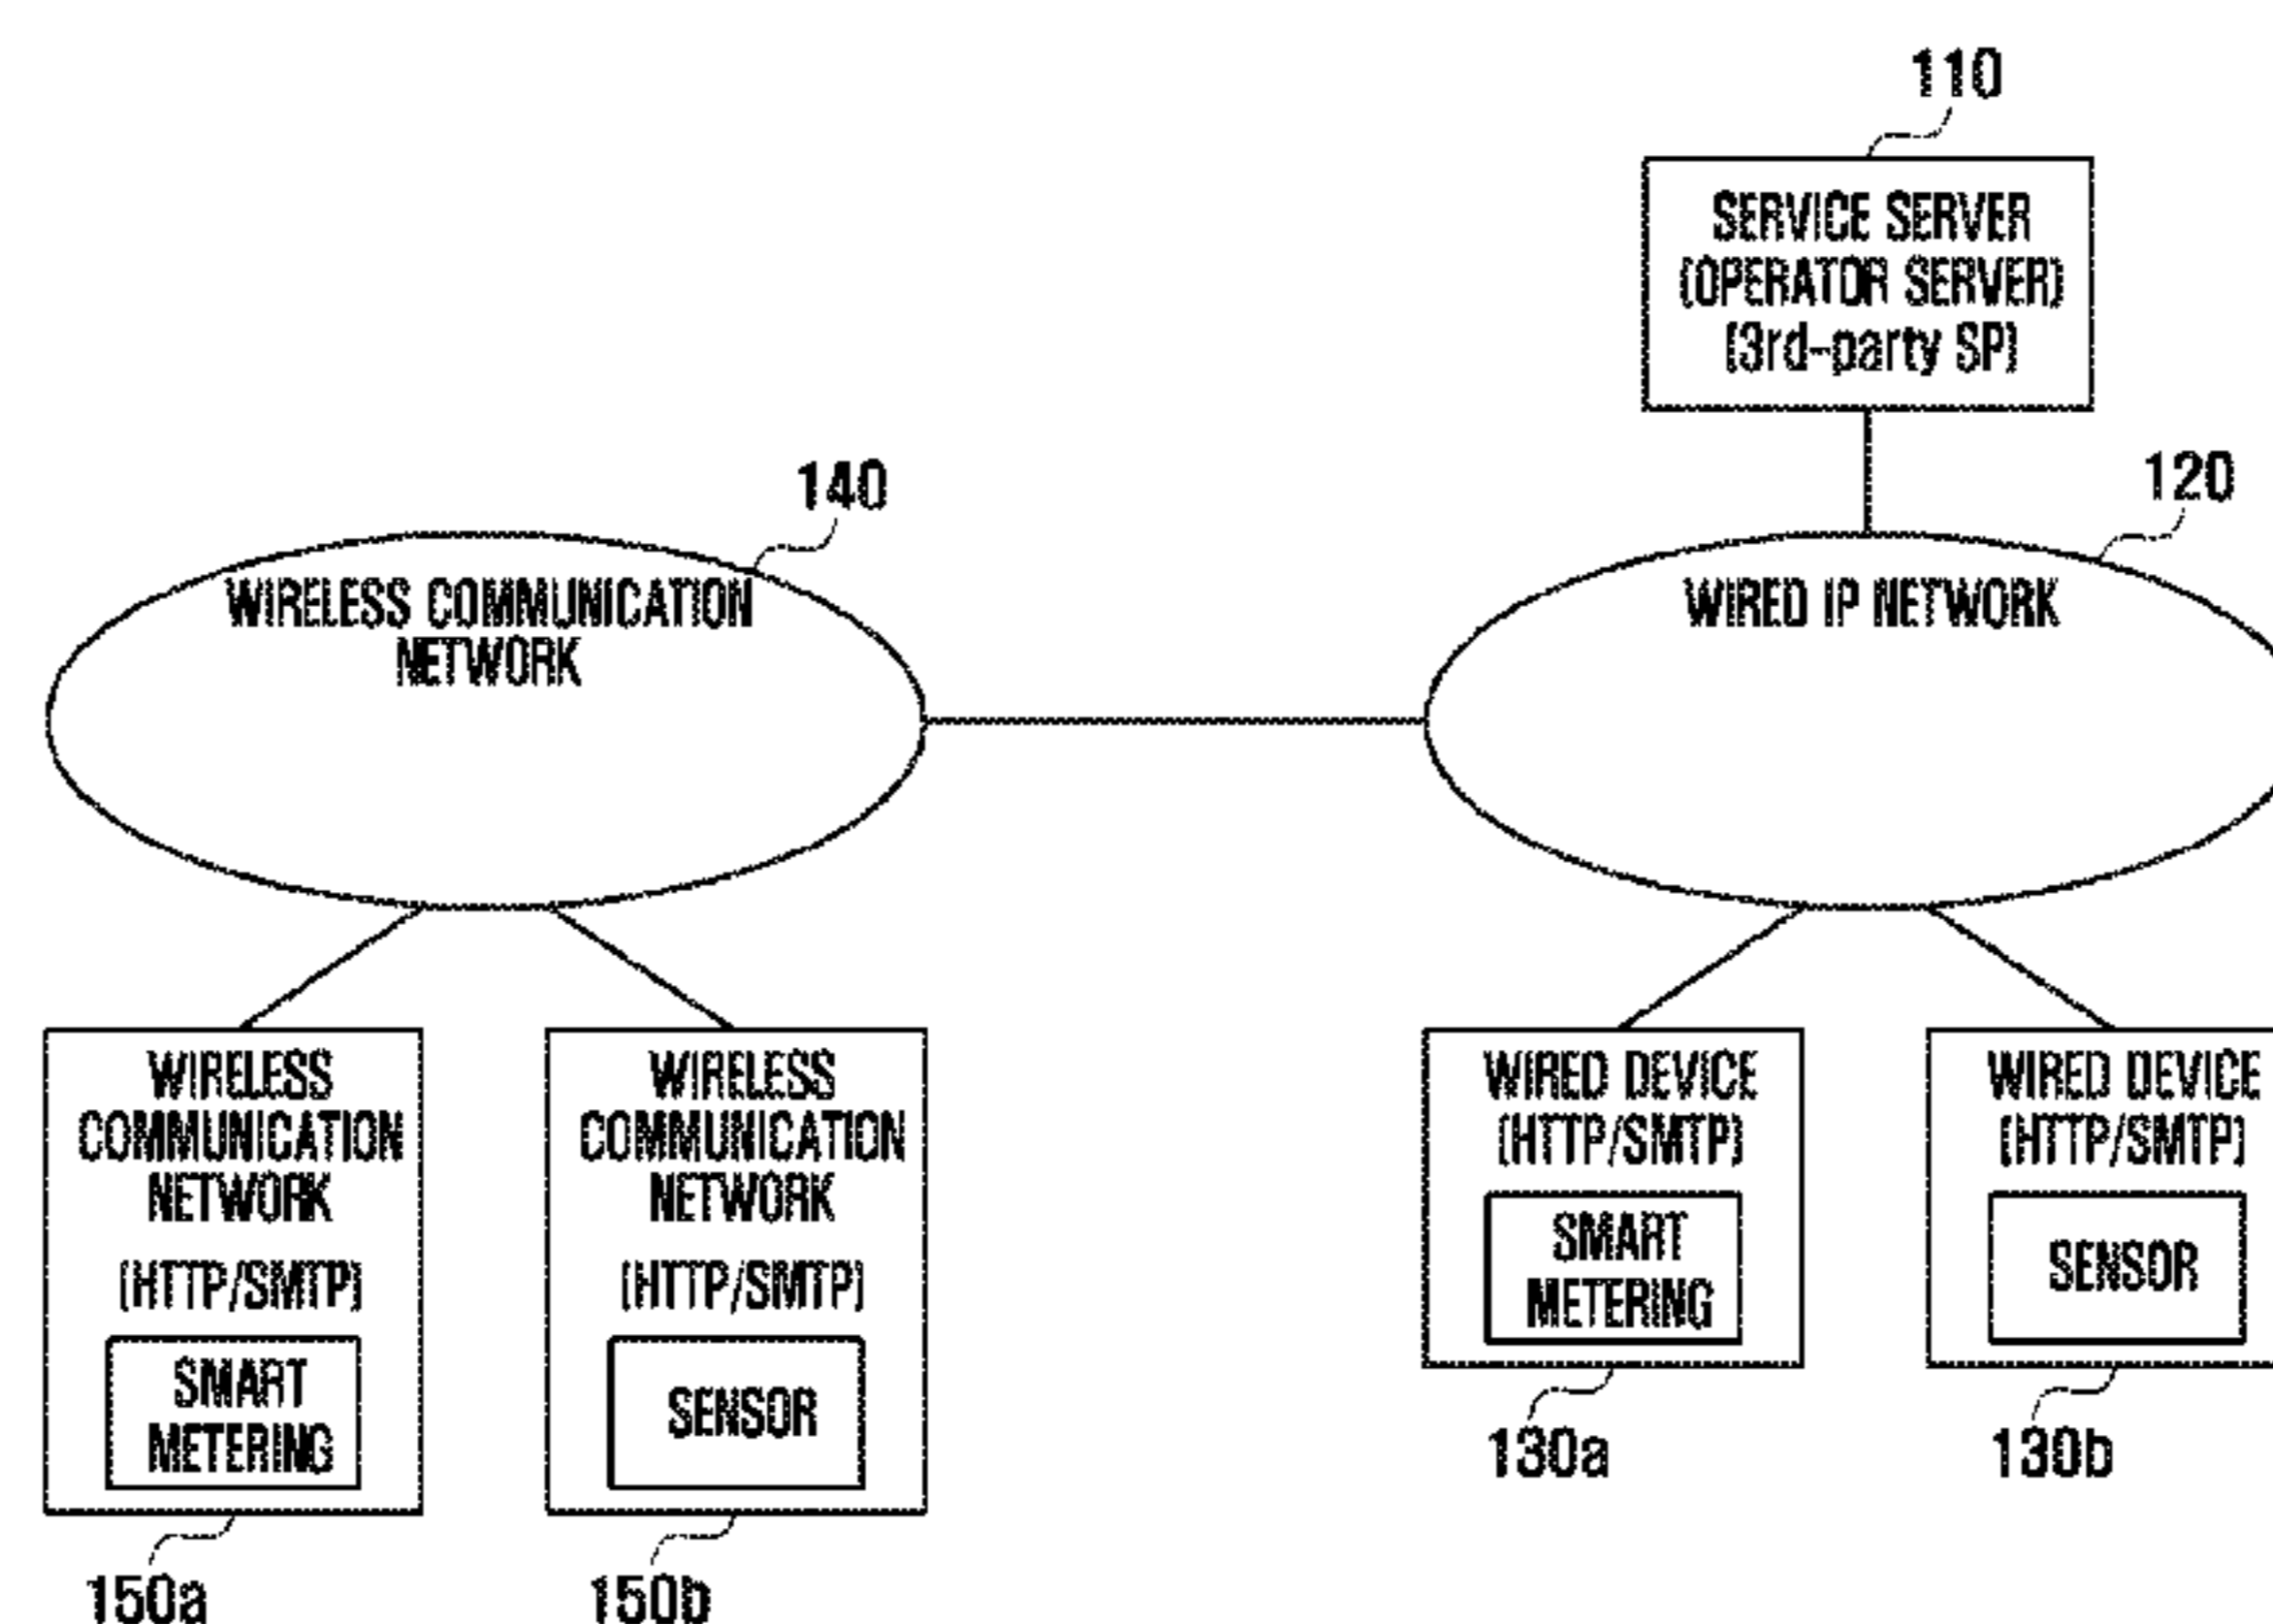 110
SERVICE SERVER
(OPERATOR SERVER)
(3rd-party SP)
140
120
WIRELESS COMMUNICATION
NETWORK
WIRED IP NETWORK
WIRELESS
COMMUNICATION
NETWORK
(HTTP/SMTP)
SMART
METERING
150a
WIRELESS
COMMUNICATION
NETWORK
(HTTP/SMTP)
SENSOR
150b
WIRED DEVICE
(HTTP/SMTP)
SMART
METERING
130a
WIRED DEVICE
(HTTP/SMTP)
SENSOR
130b